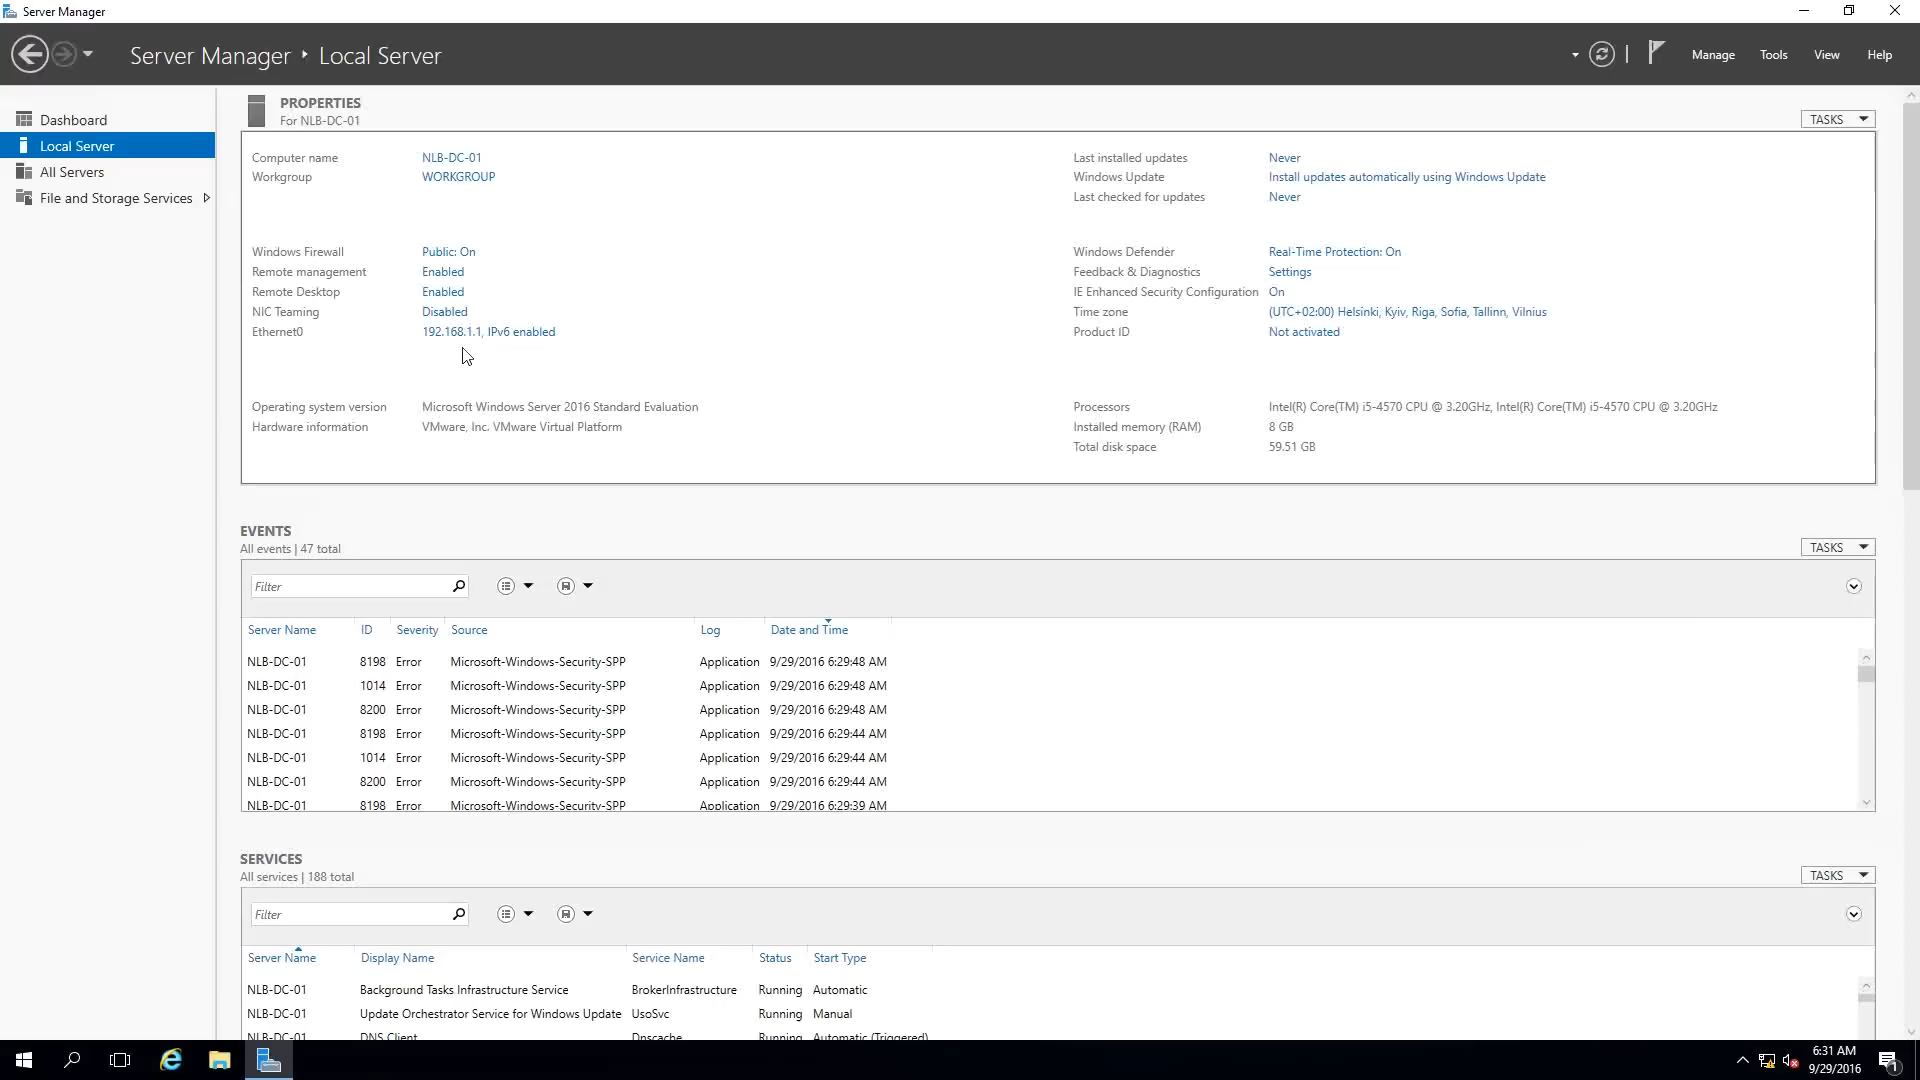 Server Manager
Server Manager ‣ Local Server
Manage Tools View Help
Dashboard
Local Server
All Servers
File and Storage Services
PROPERTIES
For NLB-DC-01
TASKS
Computer name NLB-DC-01 Last installed updates Never
Workgroup WORKGROUP Windows Update Install updates automatically using Windows Update
Last checked for updates Never
Windows Firewall Public: On Windows Defender Real-Time Protection: On
Remote management Enabled Feedback & Diagnostics Settings
Remote Desktop Enabled IE Enhanced Security Configuration On
NIC Teaming Disabled Time zone (UTC+02:00) Helsinki, Kyiv, Riga, Sofia, Tallinn, Vilnius
Ethernet0 192.168.1.1, IPv6 enabled Product ID Not activated
Operating system version Microsoft Windows Server 2016 Standard Evaluation Processors Intel(R) Core(TM) i5-4570 CPU @ 3.20GHz, Intel(R) Core(TM) i5-4570 CPU @ 3.20GHz
Hardware information VMware, Inc. VMware Virtual Platform Installed memory (RAM) 8 GB
Total disk space 59.51 GB
EVENTS
All events | 47 total
TASKS
Filter
Server Name ID Severity Source Log Date and Time
NLB-DC-01 8198 Error Microsoft-Windows-Security-SPP Application 9/29/2016 6:29:48 AM
NLB-DC-01 1014 Error Microsoft-Windows-Security-SPP Application 9/29/2016 6:29:48 AM
NLB-DC-01 8200 Error Microsoft-Windows-Security-SPP Application 9/29/2016 6:29:48 AM
NLB-DC-01 8198 Error Microsoft-Windows-Security-SPP Application 9/29/2016 6:29:44 AM
NLB-DC-01 1014 Error Microsoft-Windows-Security-SPP Application 9/29/2016 6:29:44 AM
NLB-DC-01 8200 Error Microsoft-Windows-Security-SPP Application 9/29/2016 6:29:44 AM
NLB-DC-01 8198 Error Microsoft-Windows-Security-SPP Application 9/29/2016 6:29:39 AM
SERVICES
All services | 188 total
TASKS
Filter
Server Name Display Name Service Name Status Start Type
NLB-DC-01 Background Tasks Infrastructure Service BrokerInfrastructure Running Automatic
NLB-DC-01 Update Orchestrator Service for Windows Update UsoSvc Running Manual
NLB-DC-01 DNS Client Dnscache Running Automatic (Triggered)
6:31 AM
9/29/2016
1